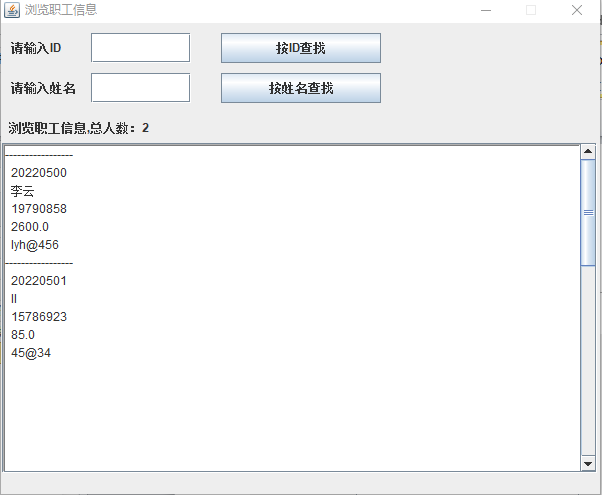 浏览职工信息
请输入ID 按ID查找
请输入姓名 按姓名查找
浏览职工信息,总人数：2
-----------------
20220500
李云
19790858
2600.0
lyh@456
-----------------
20220501
ll
15786923
85.0
45@34